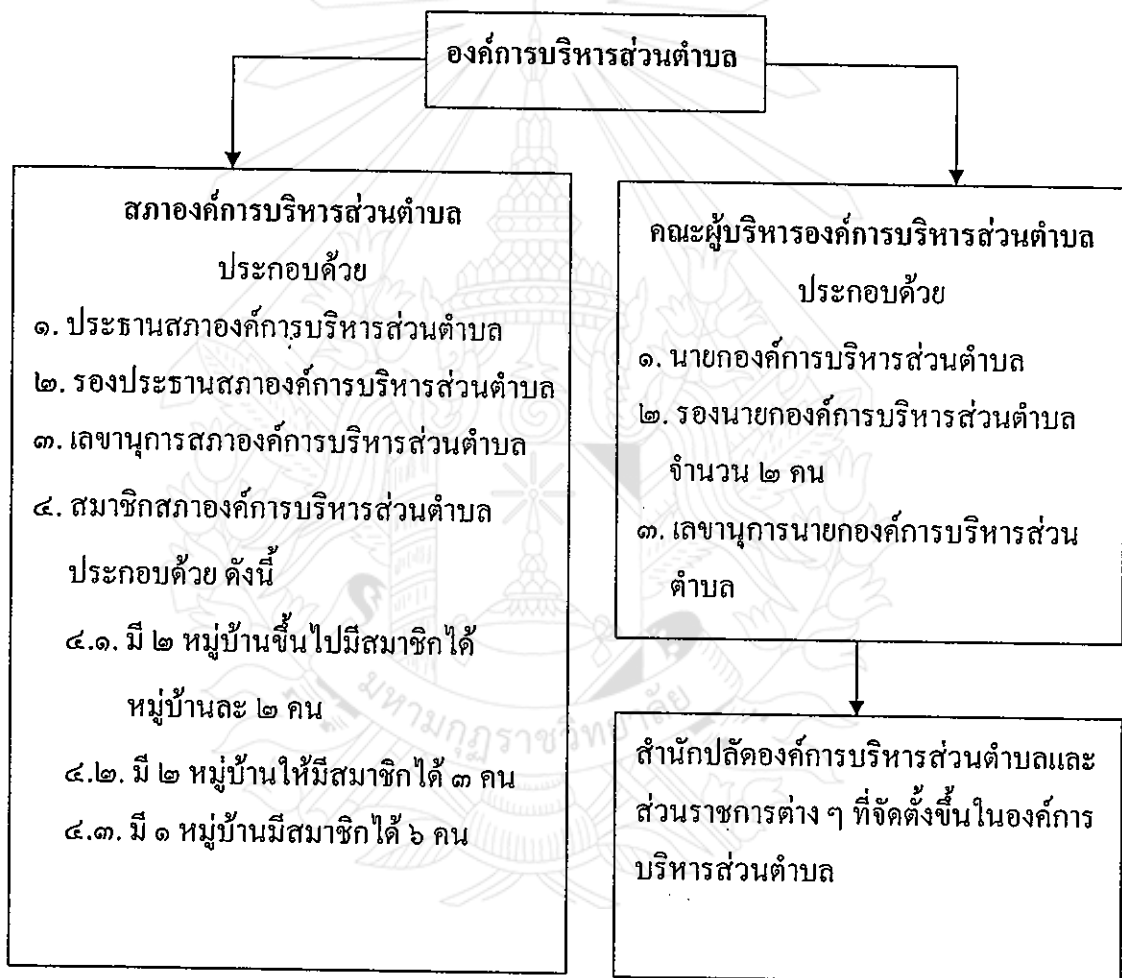 องค์การบริหารส่วนตำบล
สภาองค์การบริหารส่วนตำบล
ประกอบด้วย
๑. ประธานสภาองค์การบริหารส่วนตำบล
๒. รองประธานสภาองค์การบริหารส่วนตำบล
๓. เลขานุการสภาองค์การบริหารส่วนตำบล
๔. สมาชิกสภาองค์การบริหารส่วนตำบล
ประกอบด้วย ดังนี้
๔.๑. มี ๒ หมู่บ้านขึ้นไปมีสมาชิกได้
หมู่บ้านละ ๒ คน
๔.๒. มี ๒ หมู่บ้านให้มีสมาชิกได้ ๓ คน
๔.๓. มี ๑ หมู่บ้านมีสมาชิกได้ ๖ คน
คณะผู้บริหารองค์การบริหารส่วนตำบล
ประกอบด้วย
๑. นายกองค์การบริหารส่วนตำบล
๒. รองนายกองค์การบริหารส่วนตำบล
จำนวน ๒ คน
๓. เลขานุการนายกองค์การบริหารส่วน
ตำบล
สำนักปลัดองค์การบริหารส่วนตำบลและ
ส่วนราชการต่าง ๆ ที่จัดตั้งขึ้นในองค์การ
บริหารส่วนตำบล
มหามกุฏราชวิทยาลัย